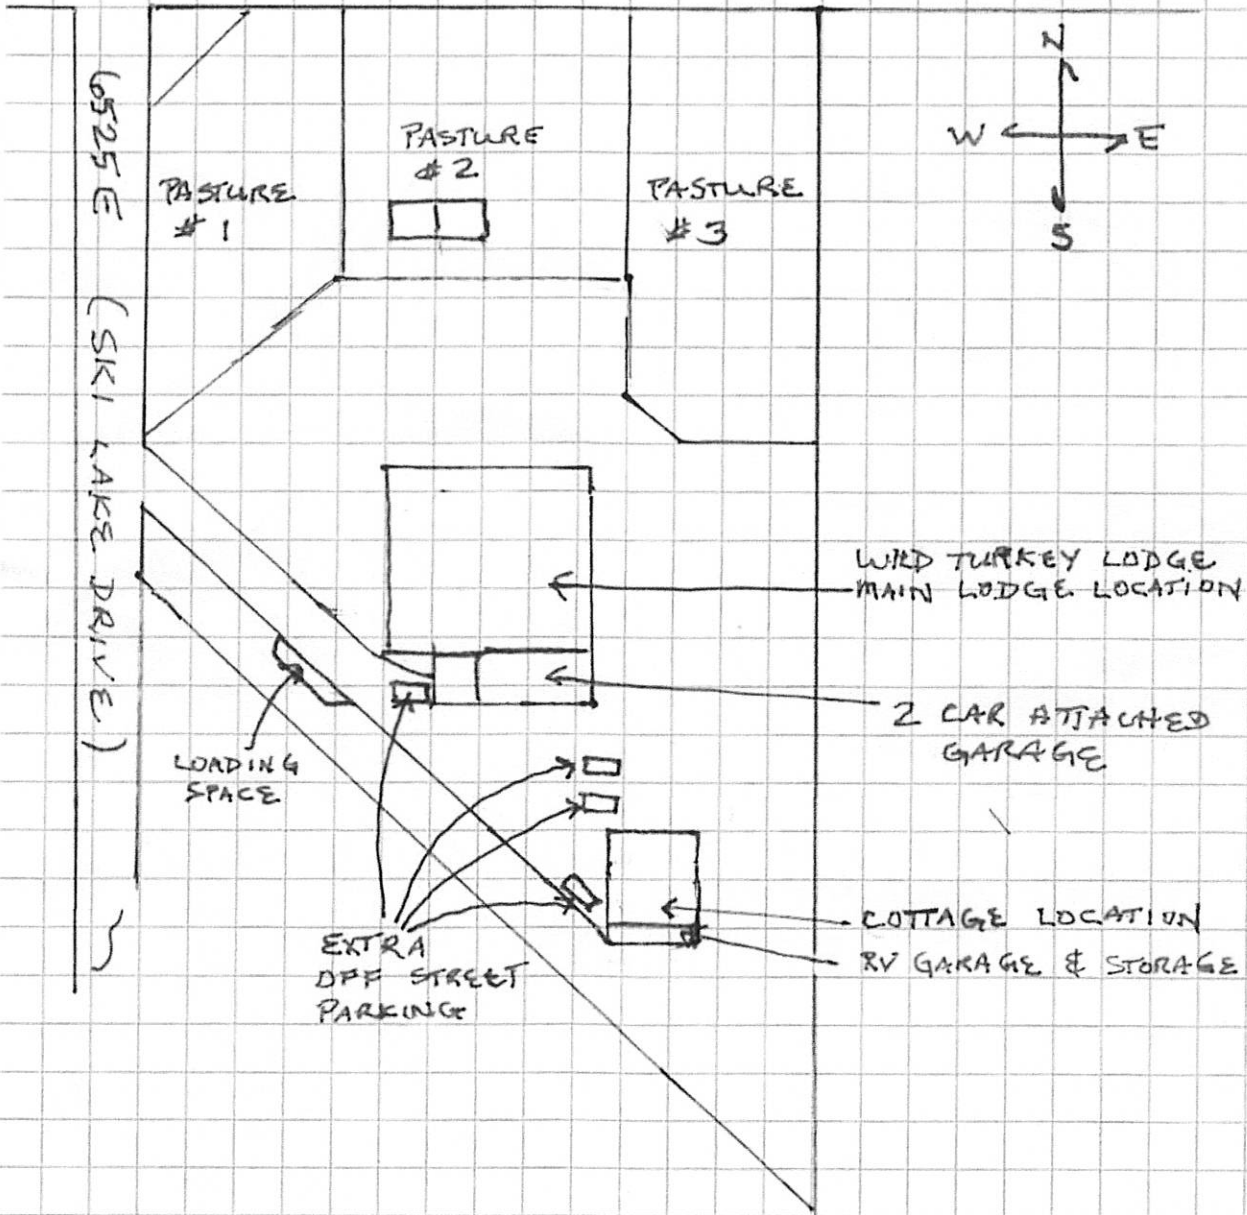 N
W E
S
PASTURE
#2
PASTURE
#1
PASTURE
#3
6525 E (SKI LAKE DRIVE)
WILD TURKEY LODGE
MAIN LODGE LOCATION
2 CAR ATTACHED
GARAGE
LOADING
SPACE
COTTAGE LOCATION
RV GARAGE & STORAGE
EXTRA
OFF STREET
PARKING